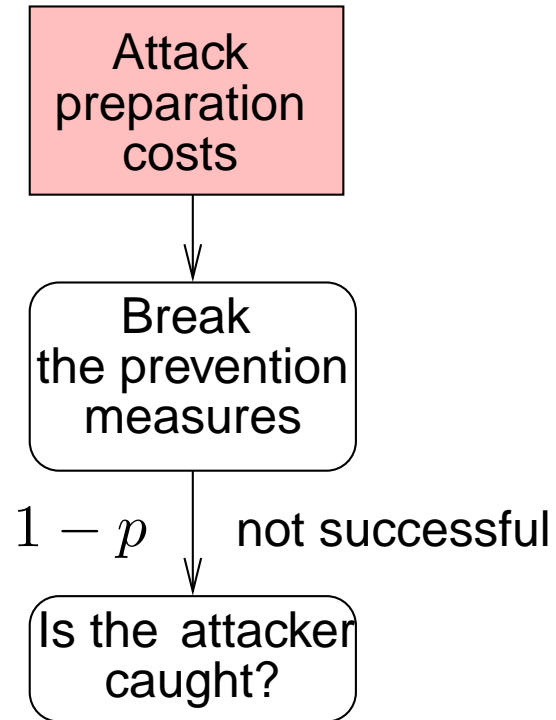 Attack
preparation
costs
Break
the prevention
measures
1 − p not successful
Is the attacker
caught?